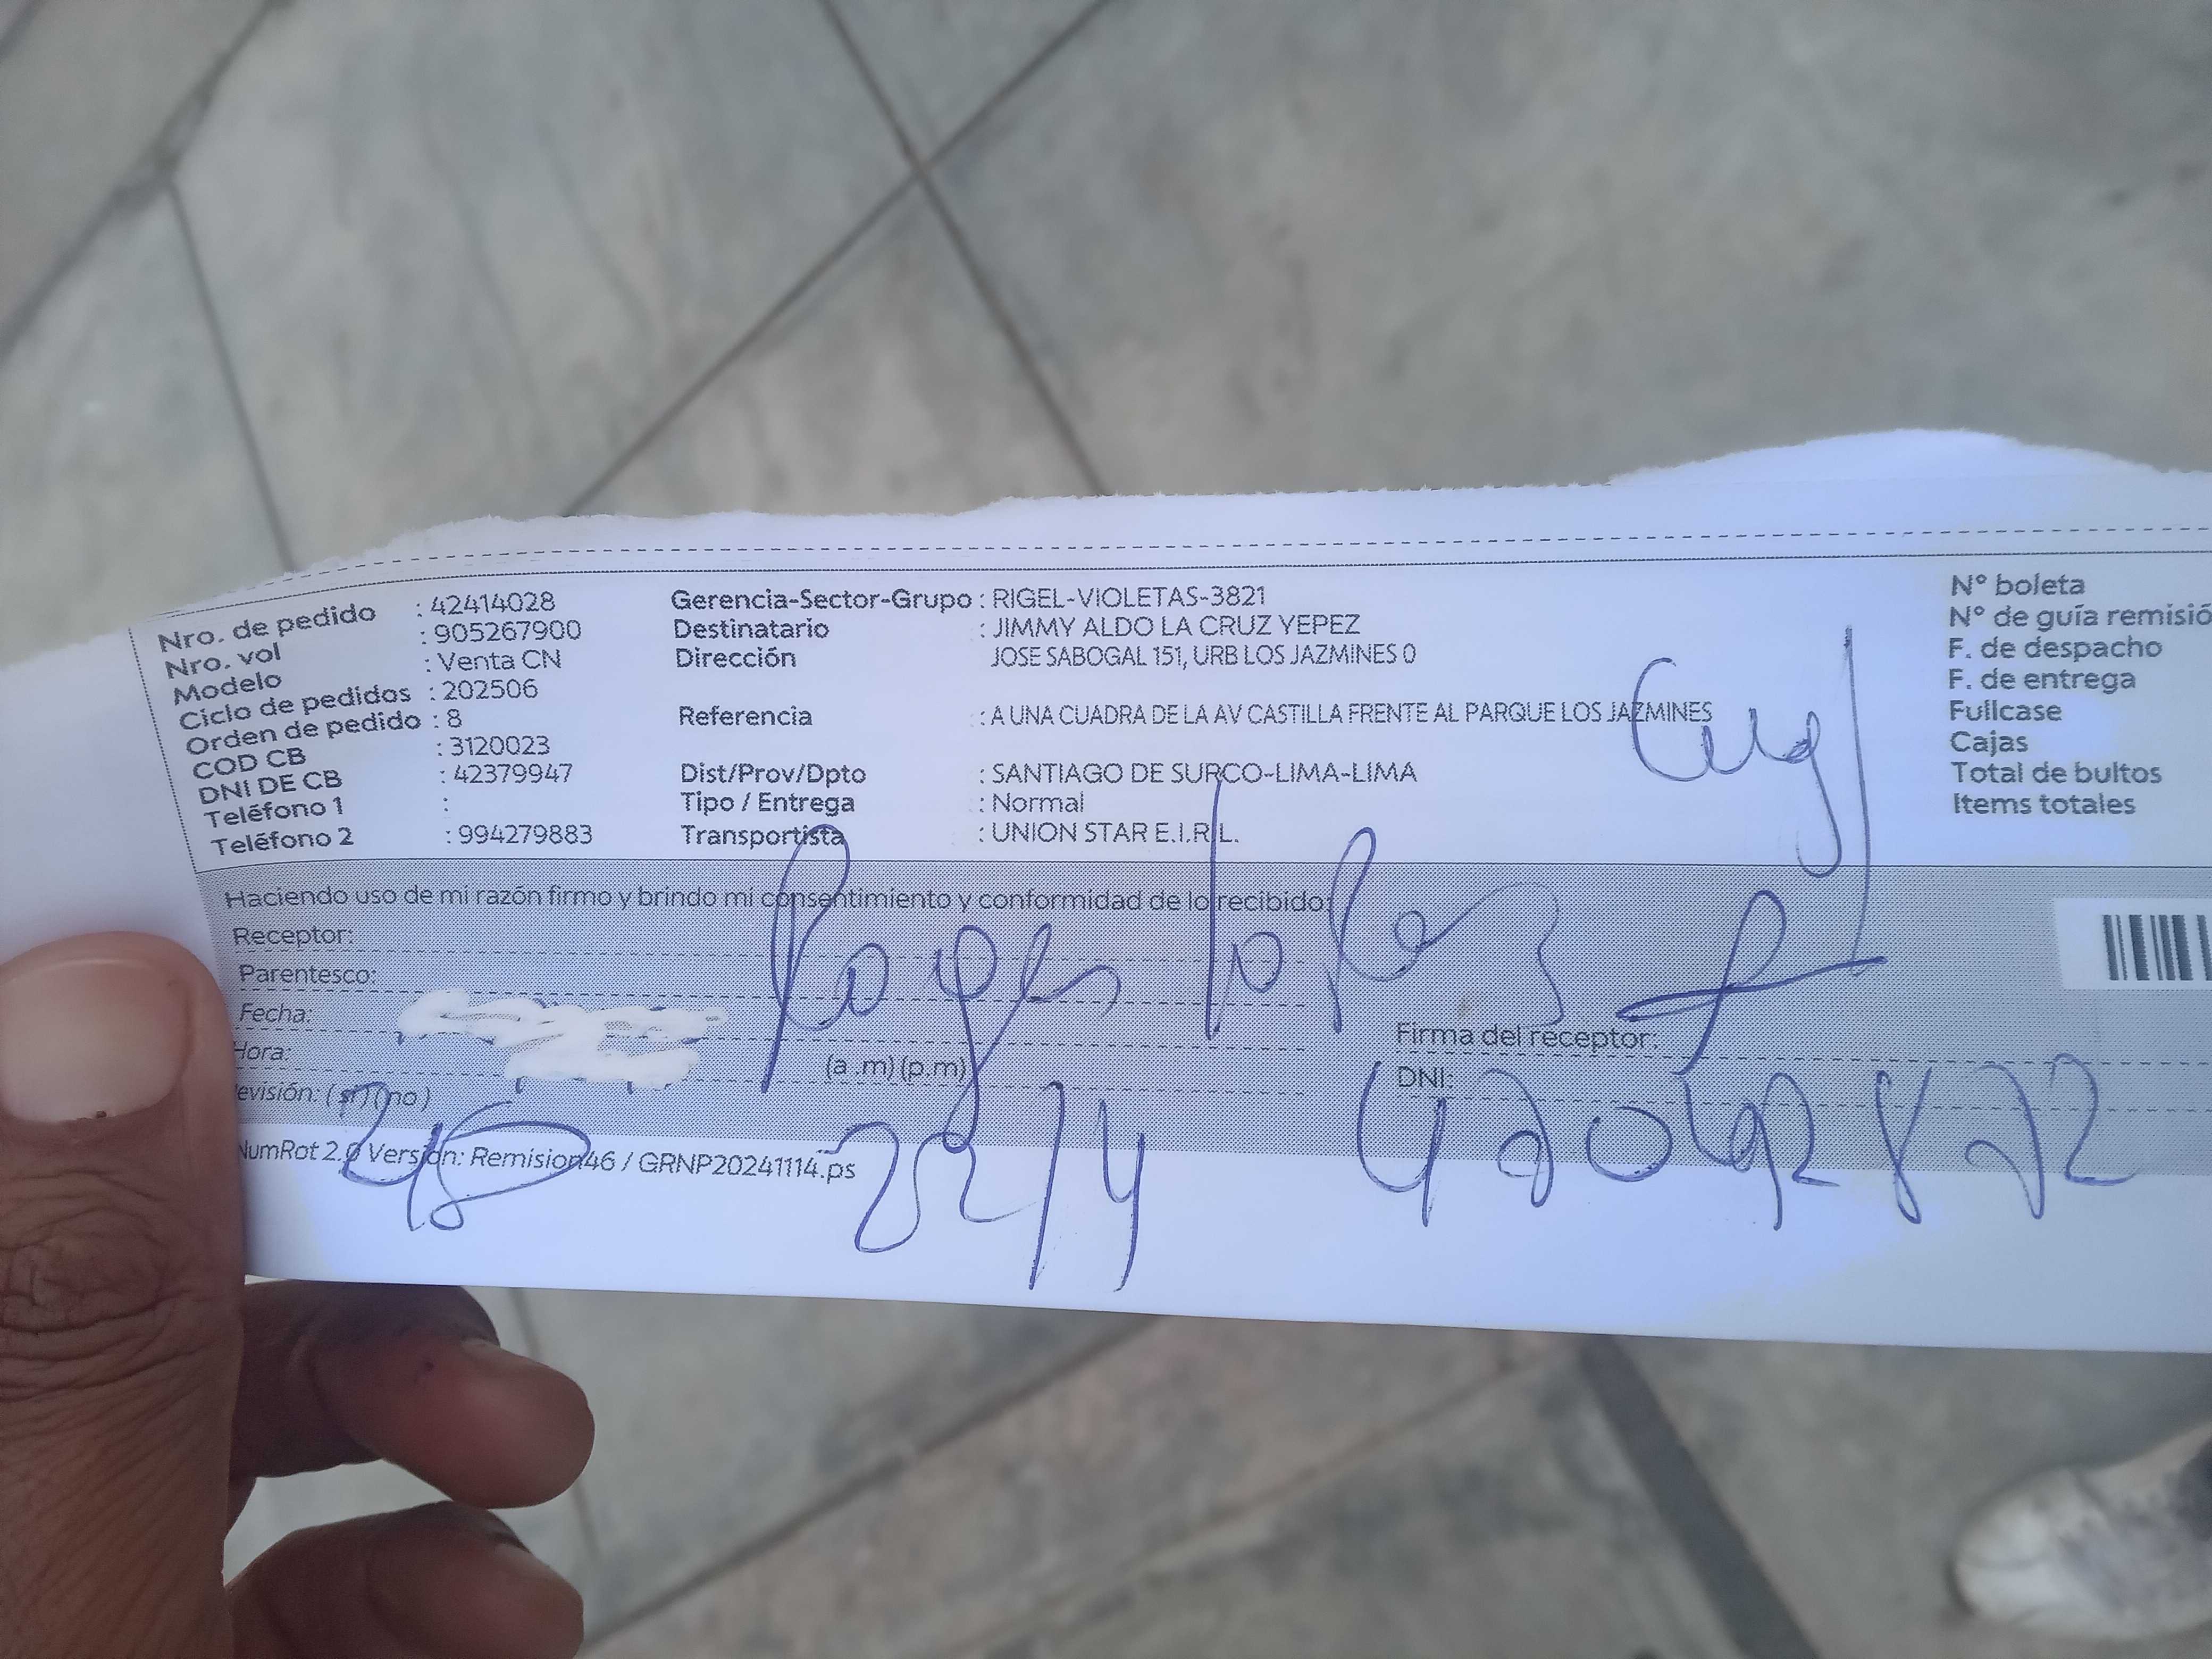 Nro. de pedido : 42414028
Nro. vol : 905267900
Modelo : Venta CN
Ciclo de pedidos : 202506
Orden de pedido : 8
COD CB : 3120023
DNI DE CB : 42379947
Teléfono 1 :
Teléfono 2 : 994279883
Gerencia-Sector-Grupo : RIGEL-VIOLETAS-3821
Destinatario : JIMMY ALDO LA CRUZ YEPEZ
Dirección JOSE SABOGAL 151, URB LOS JAZMINES 0
Referencia : A UNA CUADRA DE LA AV CASTILLA FRENTE AL PARQUE LOS JAZMINES
Dist/Prov/Dpto : SANTIAGO DE SURCO-LIMA-LIMA
Tipo / Entrega : Normal
Transportista : UNION STAR E.I.R.L.
N° boleta
N° de guía remisió
F. de despacho
F. de entrega
Fullcase
Cajas
Total de bultos
Items totales
Haciendo uso de mi razón firmo y brindo mi consentimiento y conformidad de lo recibido:
Receptor:
Parentesco:
Fecha:
Hora: (a .m) (p.m)
evisión: (si) (no)
Firma del receptor:
DNI:
22/4
NumRot 2.0 Versión: Remision46 / GRNP20241114.ps